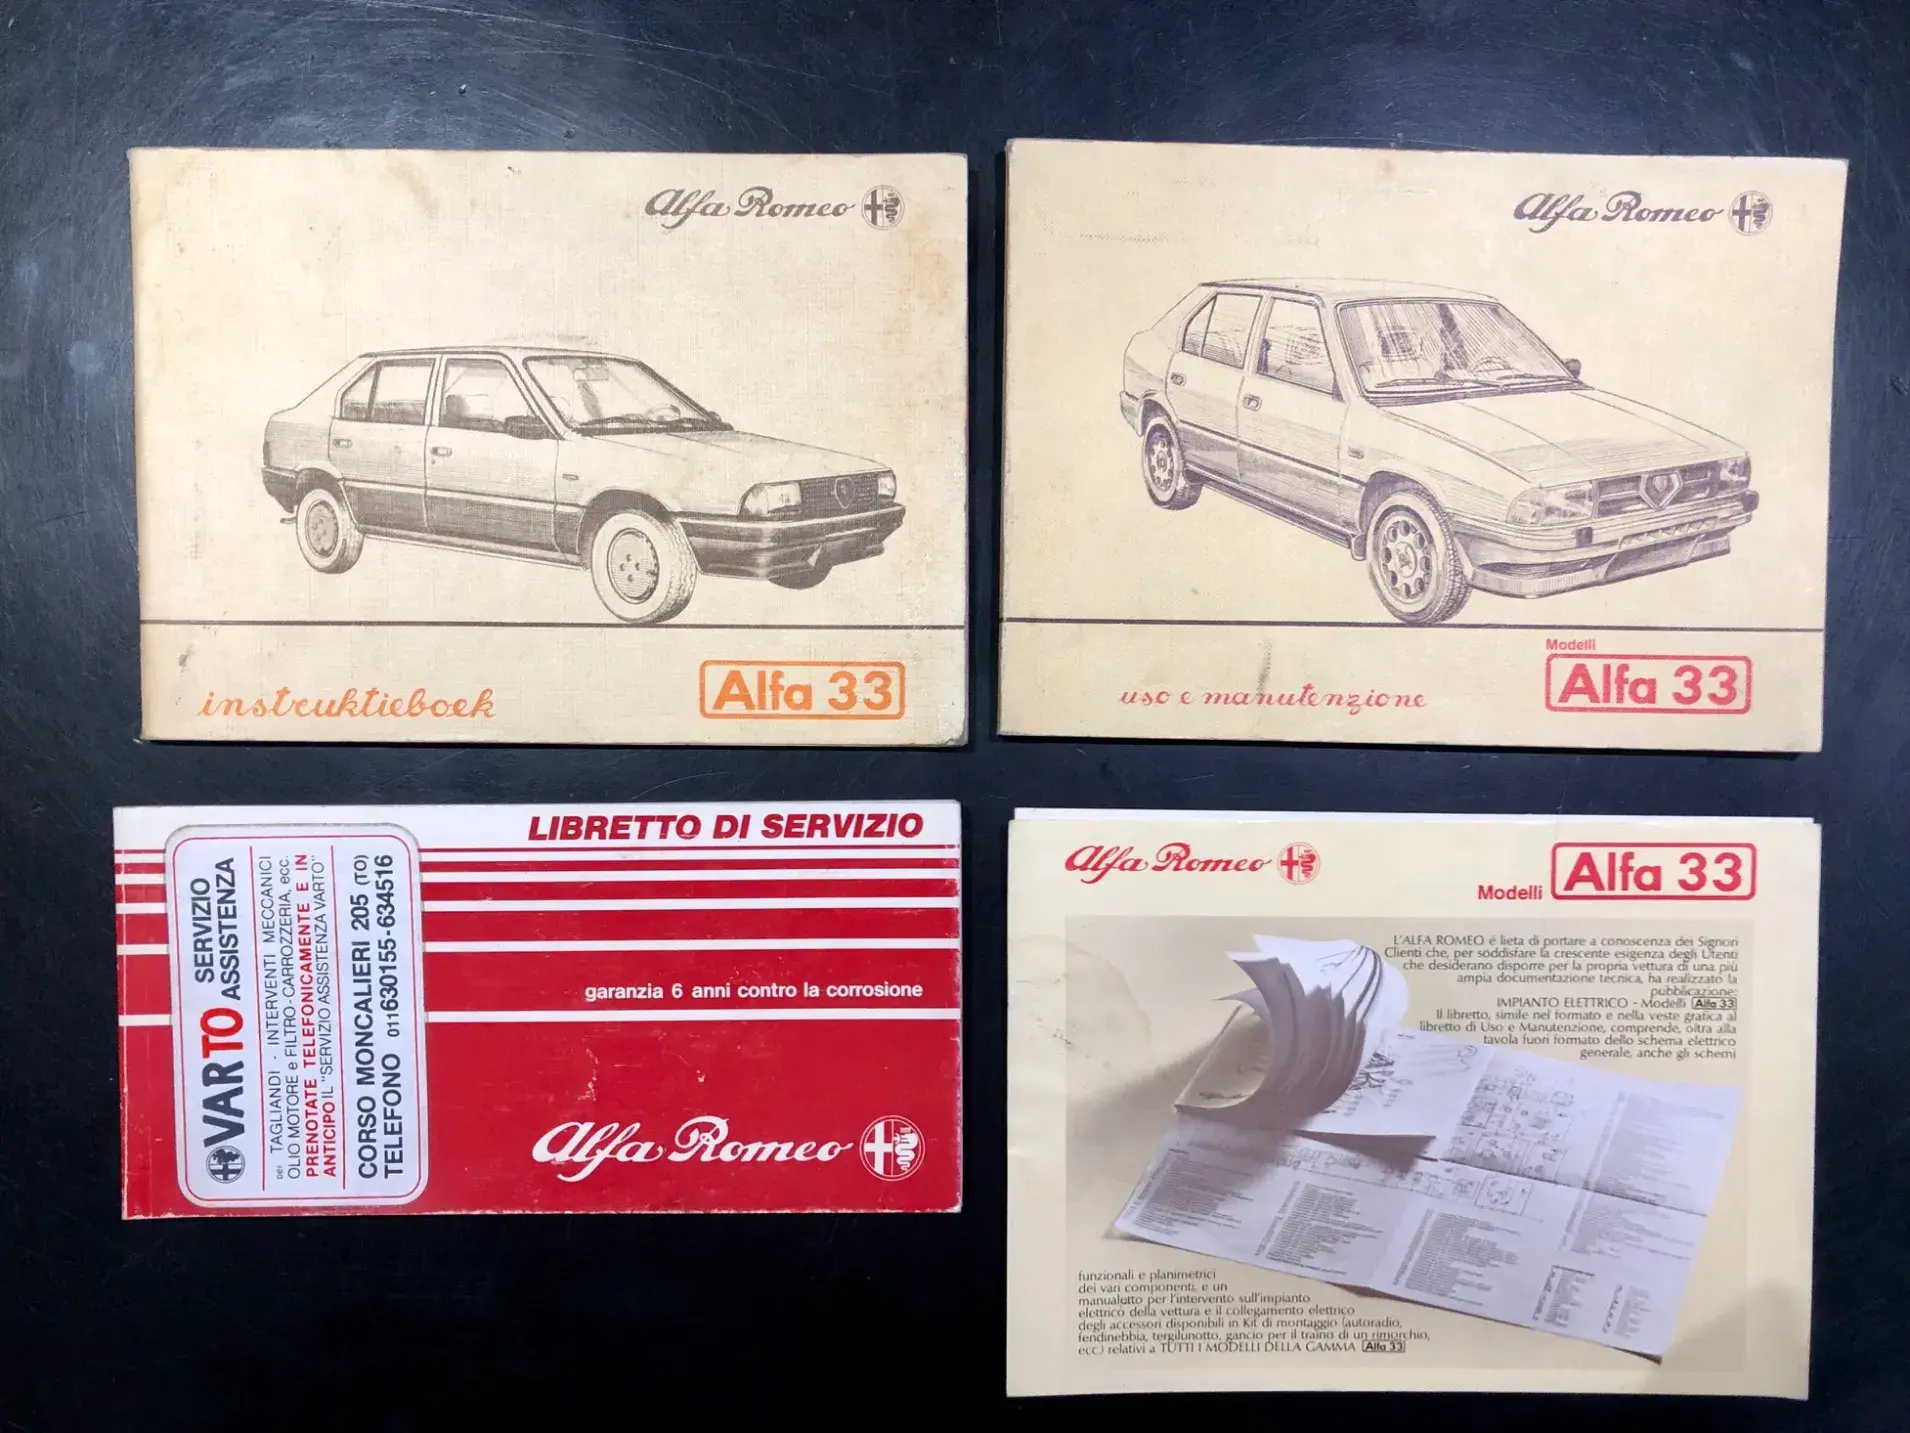 Alfa Romeo
instruktieboek
Alfa 33
Alfa Romeo
Modelli
uso e manutenzione
Alfa 33
LIBRETTO DI SERVIZIO
garanzia 6 anni contro la corrosione
Alfa Romeo
VARTO SERVIZIO
ASSISTENZA
per TAGLIANDI - INTERVENTI MECCANICI
OLIO MOTORE e FILTRO - CARROZZERIA, ecc.
PRENOTATE TELEFONICAMENTE E IN
ANTICIPO IL "SERVIZIO ASSISTENZA VARTO"
CORSO MONCALIERI 205 (TO)
TELEFONO 011630155-634516
Alfa Romeo
Modelli Alfa 33
L'ALFA ROMEO é lieta di portare a conoscenza dei Signori
Clienti che, per soddisfare la crescente esigenza degli Utenti
che desiderano disporre per la propria vettura di una più
ampia documentazione tecnica, ha realizzato la
pubblicazione:
IMPIANTO ELETTRICO - Modelli Alfa 33
Il libretto, simile nel formato e nella veste grafica al
libretto di Uso e Manutenzione, comprende, oltra alla
tavola fuori formato dello schema elettrico
generale, anche gli schemi
funzionali e planimetrici
dei vari componenti, e un
manualetto per l'intervento sull'impianto
elettrico della vettura e il collegamento elettrico
degli accessori disponibili in Kit di montaggio (autoradio,
fendinebbia, tergilunotto, gancio per il traino di un rimorchio,
ecc.) relativi a TUTTI I MODELLI DELLA GAMMA Alfa 33